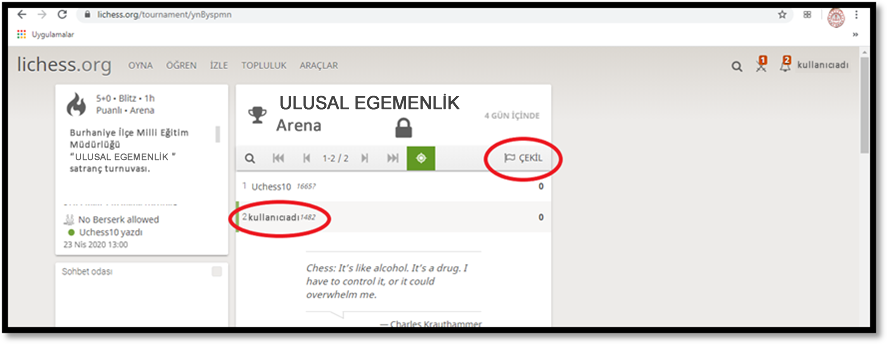 lichess.org/tournament/yn8yspmn
Uygulamalar
lichess.org OYNA ÖĞREN İZLE TOPLULUK ARAÇLAR 1 2 kullanıcıadı
5+0 • Blitz • 1h
Puanlı • Arena
Burhaniye İlçe Milli Eğitim
Müdürlüğü
"ULUSAL EGEMENLİK "
satranç turnuvası.
No Berserk allowed
Uchess10 yazdı
23 Nis 2020 13:00
Sohbet odası
ULUSAL EGEMENLİK
Arena
4 GÜN İÇİNDE
1-2 / 2 ÇEKİL
1 Uchess10 1665? 0
2 kullanıcıadı 1482 0
Chess: It's like alcohol. It's a drug. I
have to control it, or it could
overwhelm me.
— Charles Krauthammer